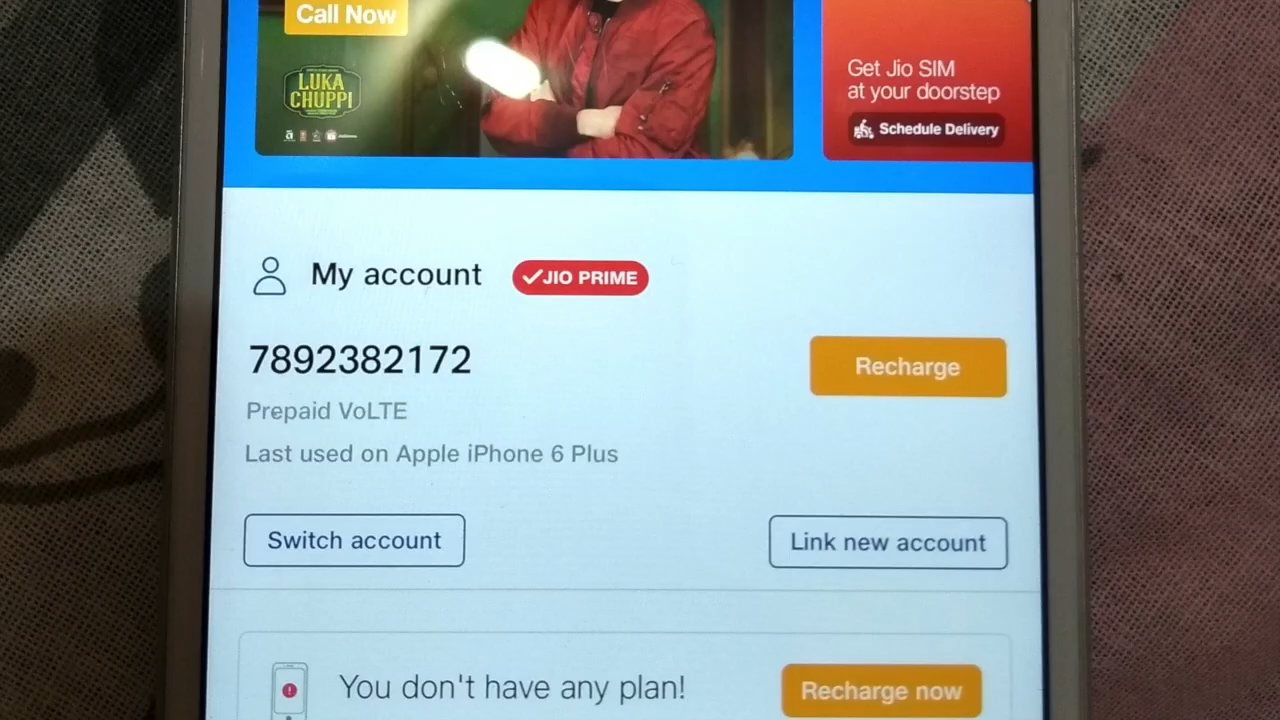 Call Now
LUKA
CHUPPI
Get Jio SIM
at your doorstep
Schedule Delivery
My account
JIO PRIME
7892382172
Recharge
Prepaid VoLTE
Last used on Apple iPhone 6 Plus
Switch account
Link new account
You don't have any plan!
Recharge now